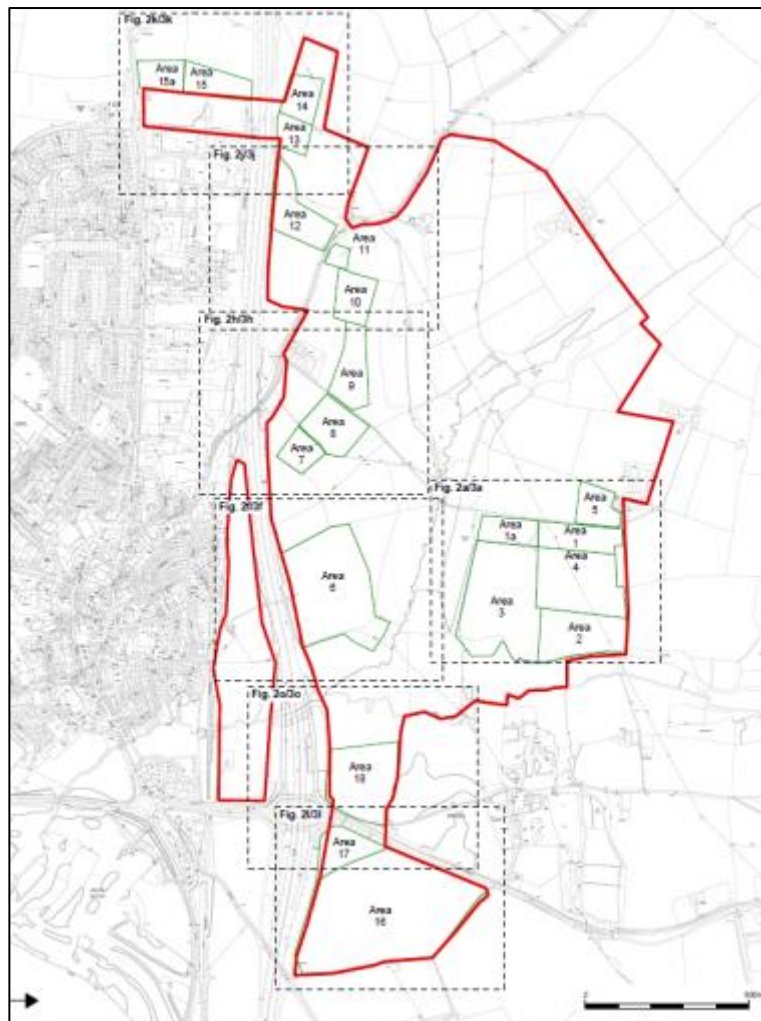 Fig. 2k/3k
Area
15a
Area
15
Area
14
Area
13
Fig. 2j/3j
Area
12
Area
11
Area
10
Fig. 2h/3h
Area
9
Area
8
Area
7
Fig. 2a/3a
Area
5
Fig. 2f/3f
Area
1a
Area
1
Area
4
Area
6
Area
3
Area
2
Fig. 2o/3o
Area
18
Fig. 2l/3l
Area
17
Area
16